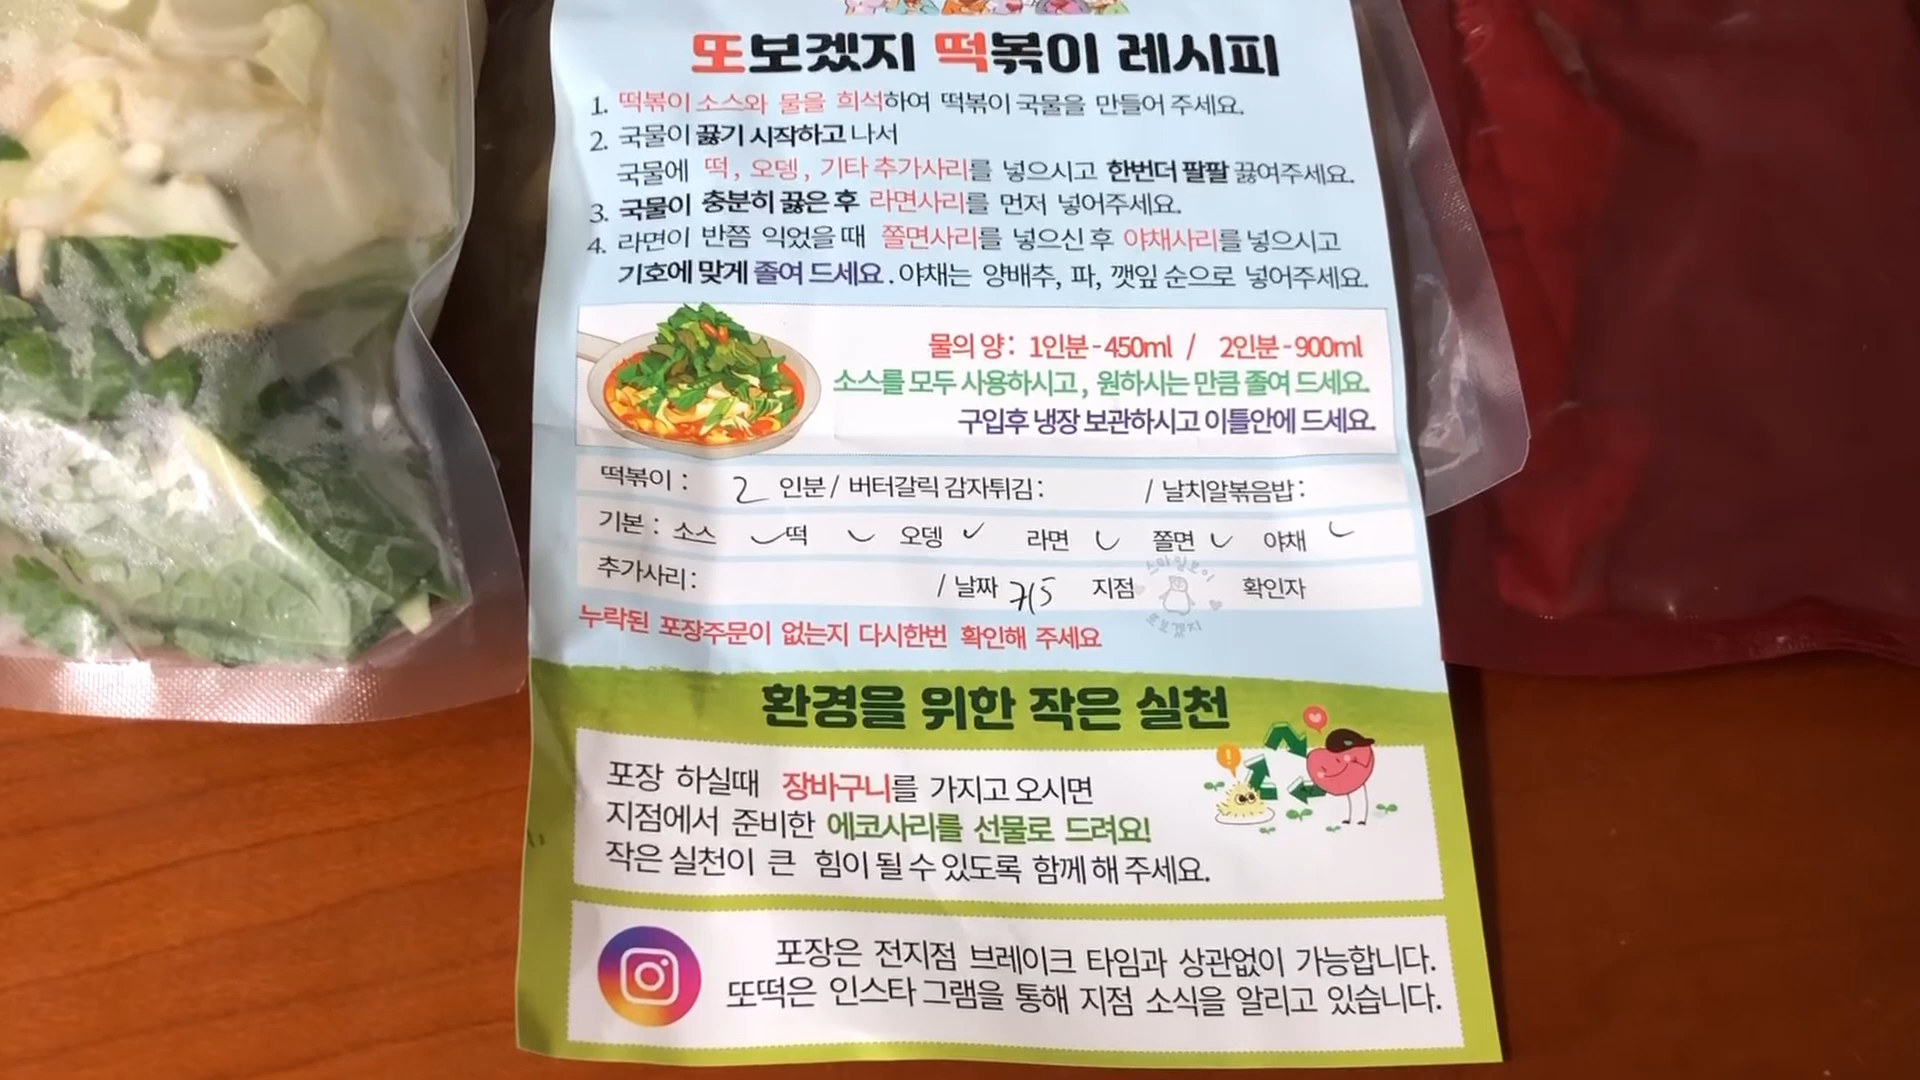 또보겠지 떡볶이 레시피
1. 떡볶이 소스와 물을 희석하여 떡볶이 국물을 만들어 주세요.
2. 국물이 끓기 시작하고 나서
국물에 떡, 오뎅, 기타 추가사리를 넣으시고 한번더 팔팔 끓여주세요.
3. 국물이 충분히 끓은 후 라면사리를 먼저 넣어주세요.
4. 라면이 반쯤 익었을 때 쫄면사리를 넣으신 후 야채사리를 넣으시고
기호에 맞게 졸여 드세요. 야채는 양배추, 파, 깻잎 순으로 넣어주세요.
물의 양 : 1인분-450ml / 2인분-900ml
소스를 모두 사용하시고, 원하시는 만큼 졸여 드세요.
구입후 냉장 보관하시고 이틀안에 드세요.
떡볶이 : 2 인분 / 버터갈릭 감자튀김 : / 날치알볶음밥 :
기본 : 소스 떡 오뎅 라면 쫄면 야채
추가사리 : / 날짜 7/5 지점 확인자
스마일또이
또보겠지
누락된 포장주문이 없는지 다시한번 확인해 주세요
환경을 위한 작은 실천
포장 하실때 장바구니를 가지고 오시면
지점에서 준비한 에코사리를 선물로 드려요!
작은 실천이 큰 힘이 될 수 있도록 함께 해 주세요.
포장은 전지점 브레이크 타임과 상관없이 가능합니다.
또떡은 인스타그램을 통해 지점 소식을 알리고 있습니다.